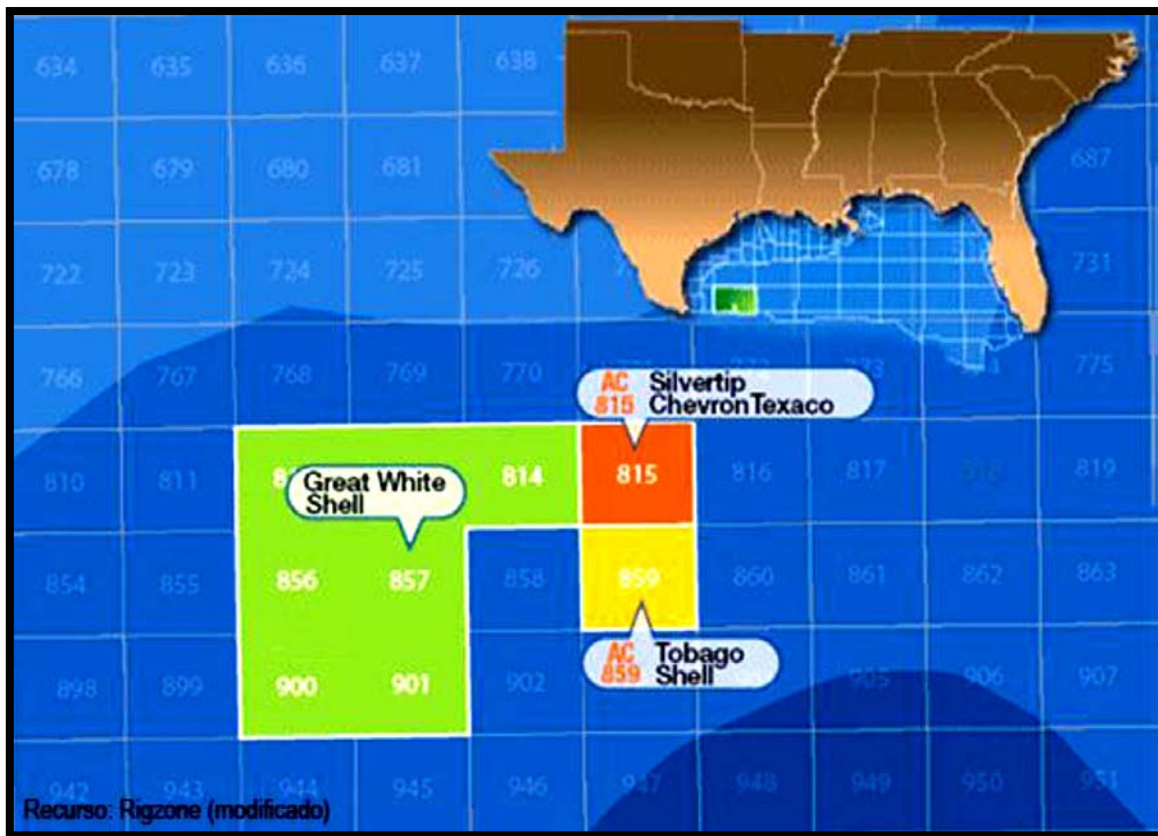 634 635 636 637 638
678 679 680 681 687
722 723 724 725 726 731
766 767 768 769 770 775
AC Silvertip
815 ChevronTexaco
810 811 814 815 816 817 819
Great White
Shell
854 855 856 857 858 859 860 861 862 863
AC Tobago
859 Shell
898 899 900 901 902 905 906 907
942 943 944 945 946 947 948 949 950 951
Recurso: Rigzone (modificado)